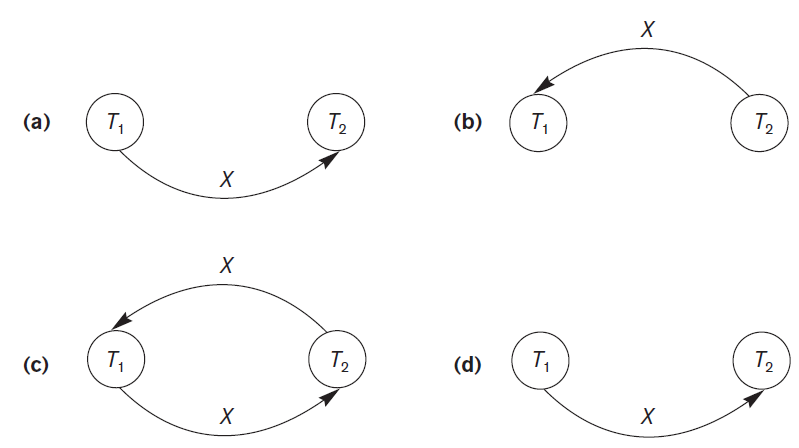 X
(a) T1 T2 (b) T1 T2
X
X
(c) T1 T2 (d) T1 T2
X X